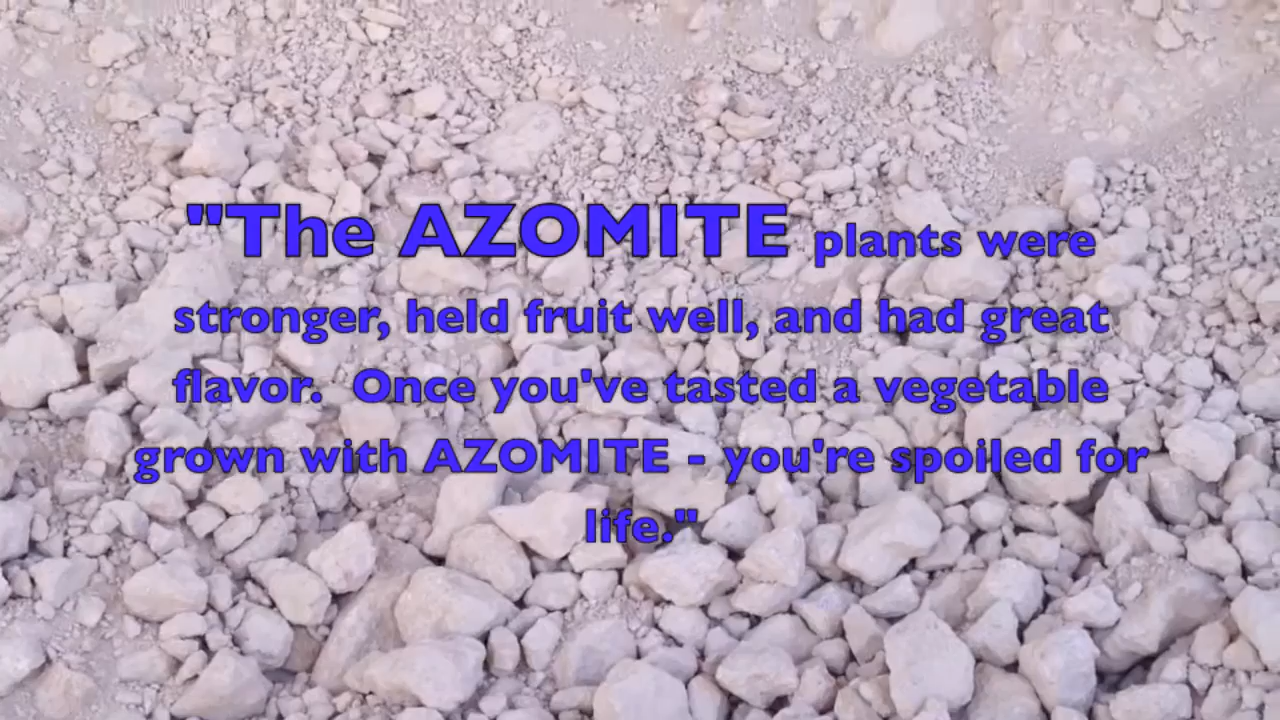 "The AZOMITE plants were
stronger, held fruit well, and had great
flavor.  Once you've tasted a vegetable
grown with AZOMITE - you're spoiled for
life."